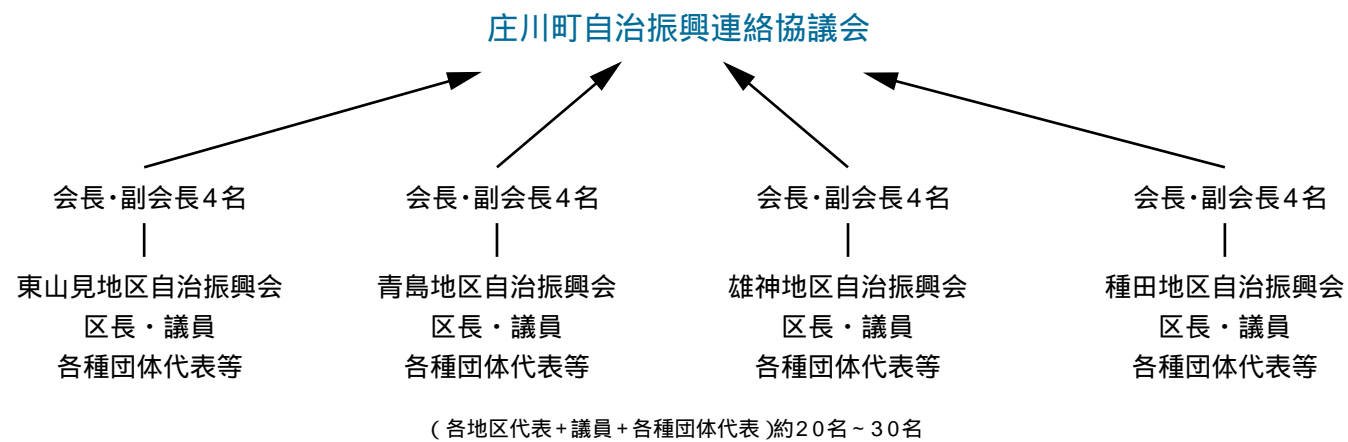 庄川町自治振興連絡協議会
会長・副会長4名 会長・副会長4名 会長・副会長4名 会長・副会長4名
東山見地区自治振興会 青島地区自治振興会 雄神地区自治振興会 種田地区自治振興会
区長・議員 区長・議員 区長・議員 区長・議員
各種団体代表等 各種団体代表等 各種団体代表等 各種団体代表等
（各地区代表+議員+各種団体代表）約20名~30名